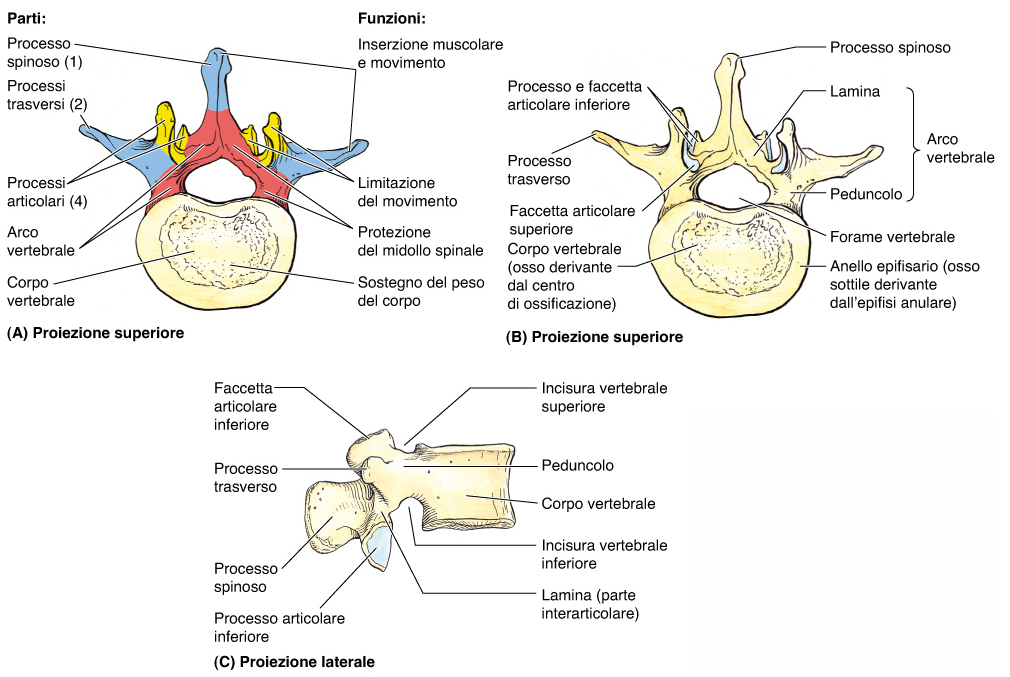 Parti:
Funzioni:
Processo
spinoso (1)
Processi
trasversi (2)
Processi
articolari (4)
Arco
vertebrale
Corpo
vertebrale
Inserzione muscolare
e movimento
Limitazione
del movimento
Protezione
del midollo spinale
Sostegno del peso
del corpo
(A) Proiezione superiore
Processo e faccetta
articolare inferiore
Processo
trasverso
Faccetta articolare
superiore
Corpo vertebrale
(osso derivante
dal centro
di ossificazione)
Processo spinoso
Lamina
Arco
vertebrale
Peduncolo
Forame vertebrale
Anello epifisario (osso
sottile derivante
dall'epifisi anulare)
(B) Proiezione superiore
Faccetta
articolare
inferiore
Processo
trasverso
Processo
spinoso
Processo articolare
inferiore
Incisura vertebrale
superiore
Peduncolo
Corpo vertebrale
Incisura vertebrale
inferiore
Lamina (parte
interarticolare)
(C) Proiezione laterale